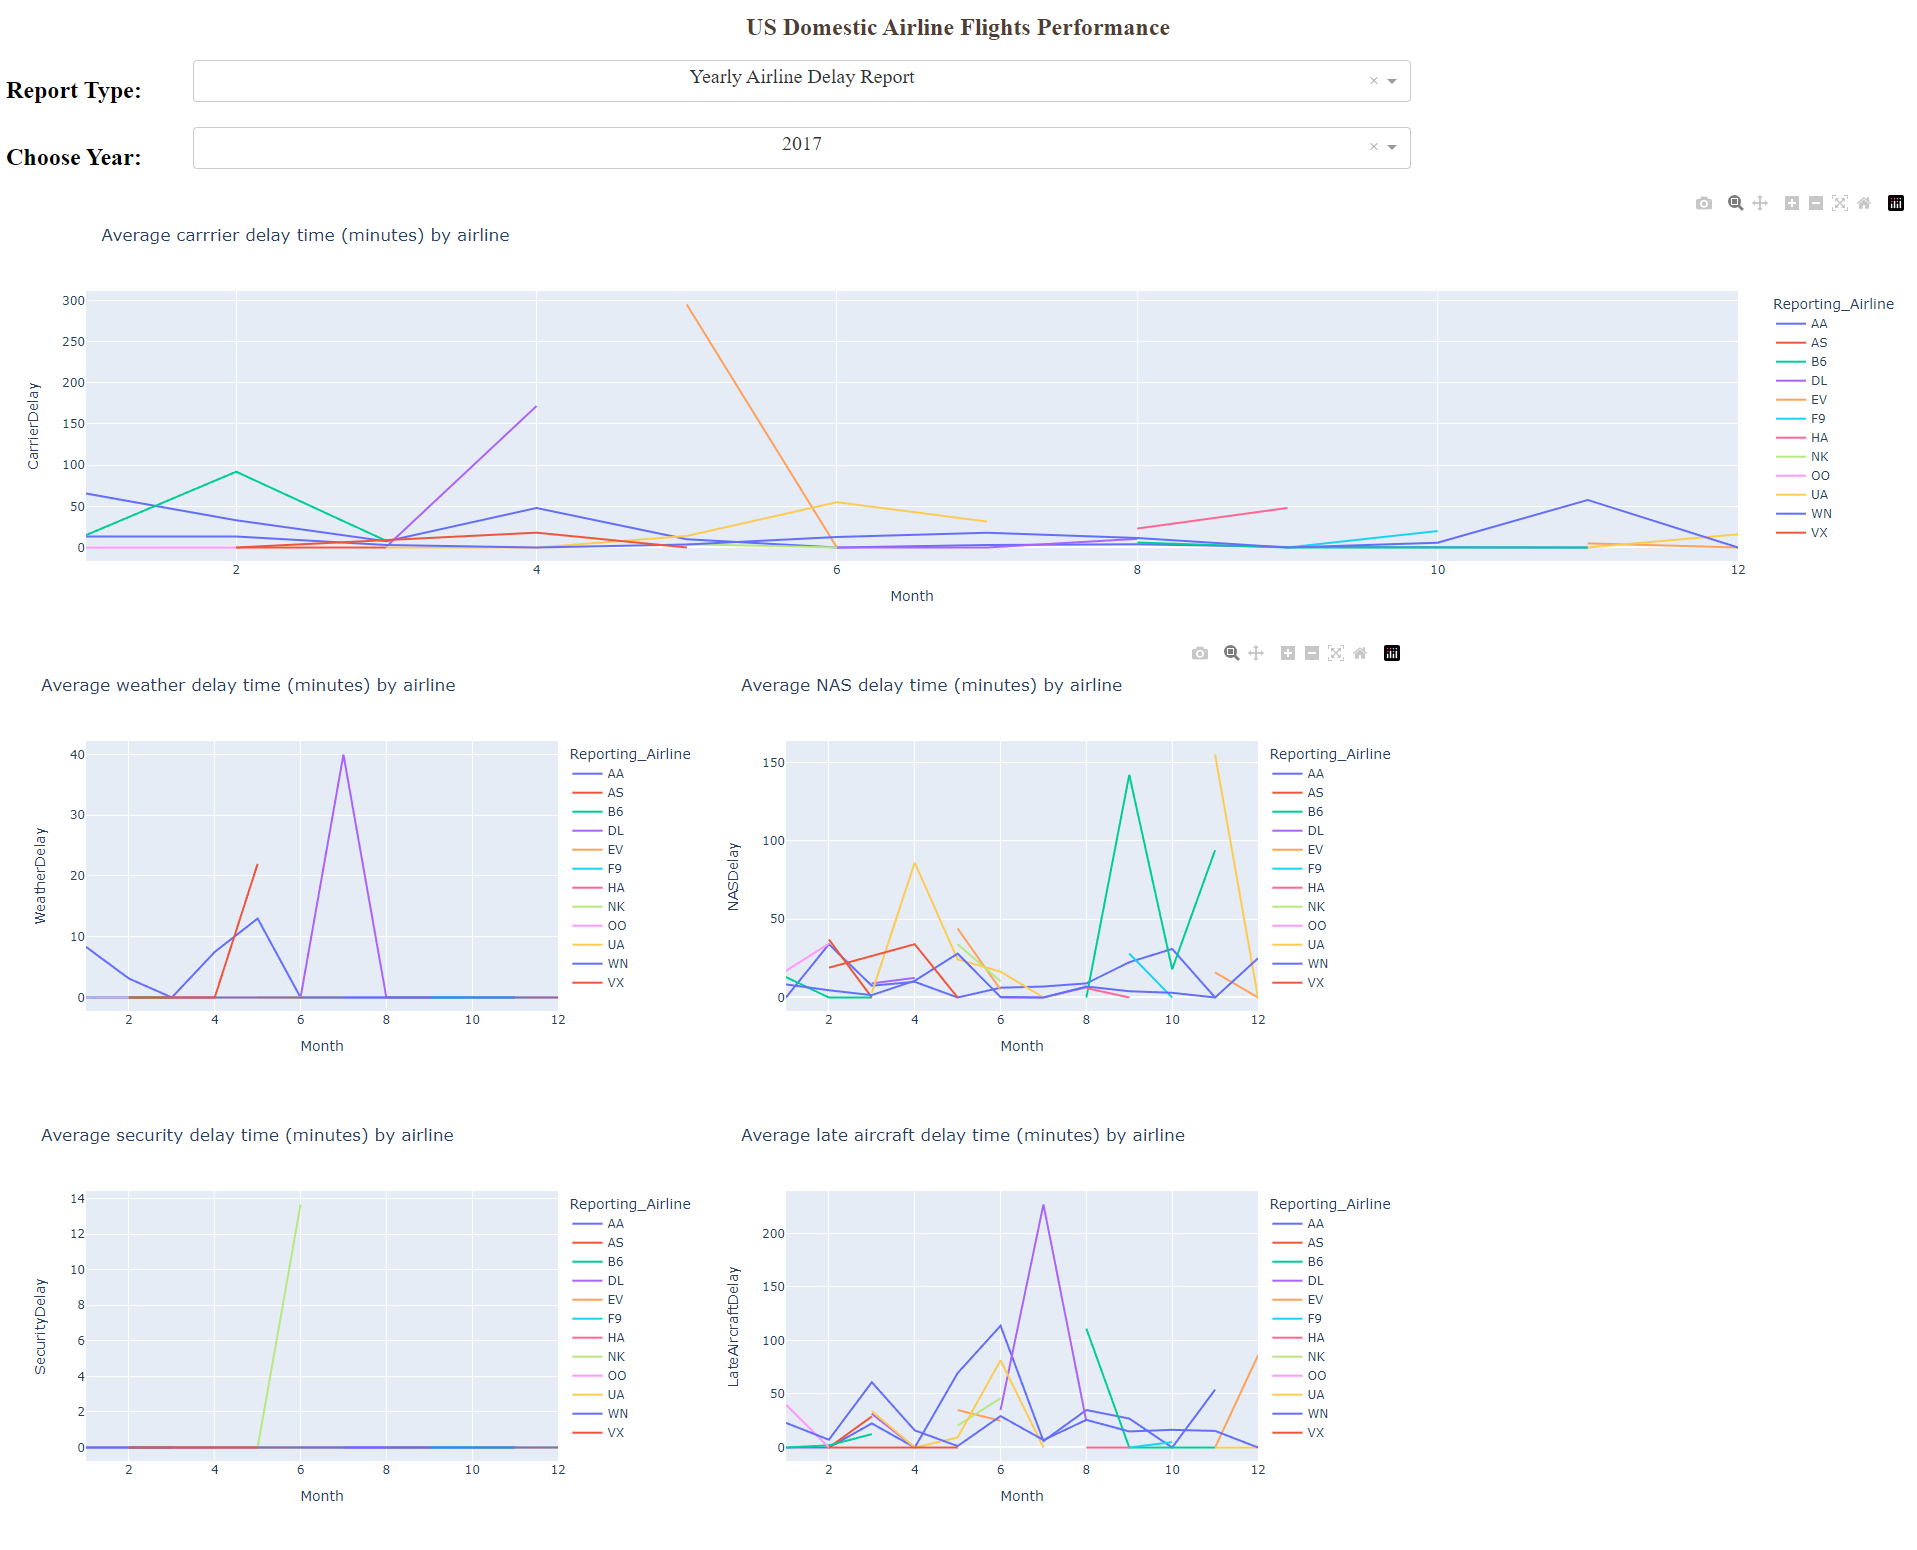 US Domestic Airline Flights Performance
Report Type:
Yearly Airline Delay Report
×
Choose Year:
2017
×
Average carrrier delay time (minutes) by airline
300
250
200
150
100
50
0
CarrierDelay
2 4 6 8 10 12
Month
Reporting_Airline
AA
AS
B6
DL
EV
F9
HA
NK
OO
UA
WN
VX
Average weather delay time (minutes) by airline
40
30
20
10
0
WeatherDelay
2 4 6 8 10 12
Month
Reporting_Airline
AA
AS
B6
DL
EV
F9
HA
NK
OO
UA
WN
VX
Average NAS delay time (minutes) by airline
150
100
50
0
NASDelay
2 4 6 8 10 12
Month
Reporting_Airline
AA
AS
B6
DL
EV
F9
HA
NK
OO
UA
WN
VX
Average security delay time (minutes) by airline
14
12
10
8
6
4
2
0
SecurityDelay
2 4 6 8 10 12
Month
Reporting_Airline
AA
AS
B6
DL
EV
F9
HA
NK
OO
UA
WN
VX
Average late aircraft delay time (minutes) by airline
200
150
100
50
0
LateAircraftDelay
2 4 6 8 10 12
Month
Reporting_Airline
AA
AS
B6
DL
EV
F9
HA
NK
OO
UA
WN
VX